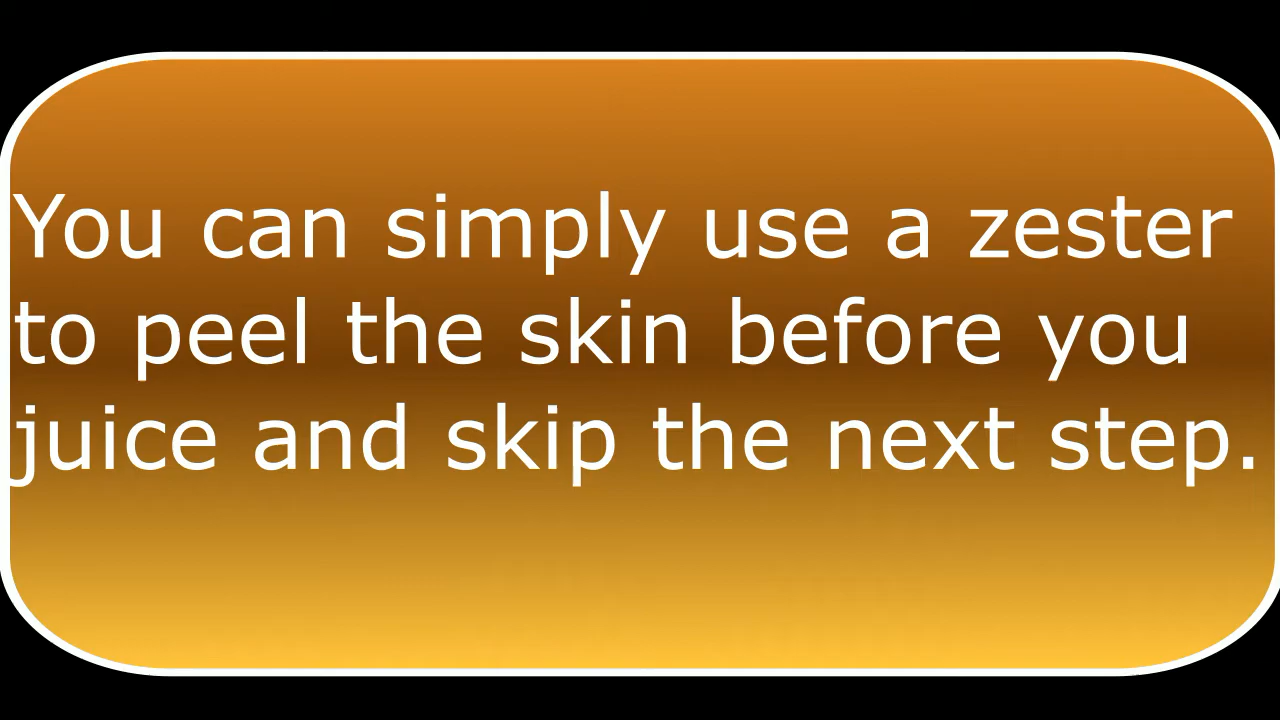 You can simply use a zester
to peel the skin before you
juice and skip the next step.